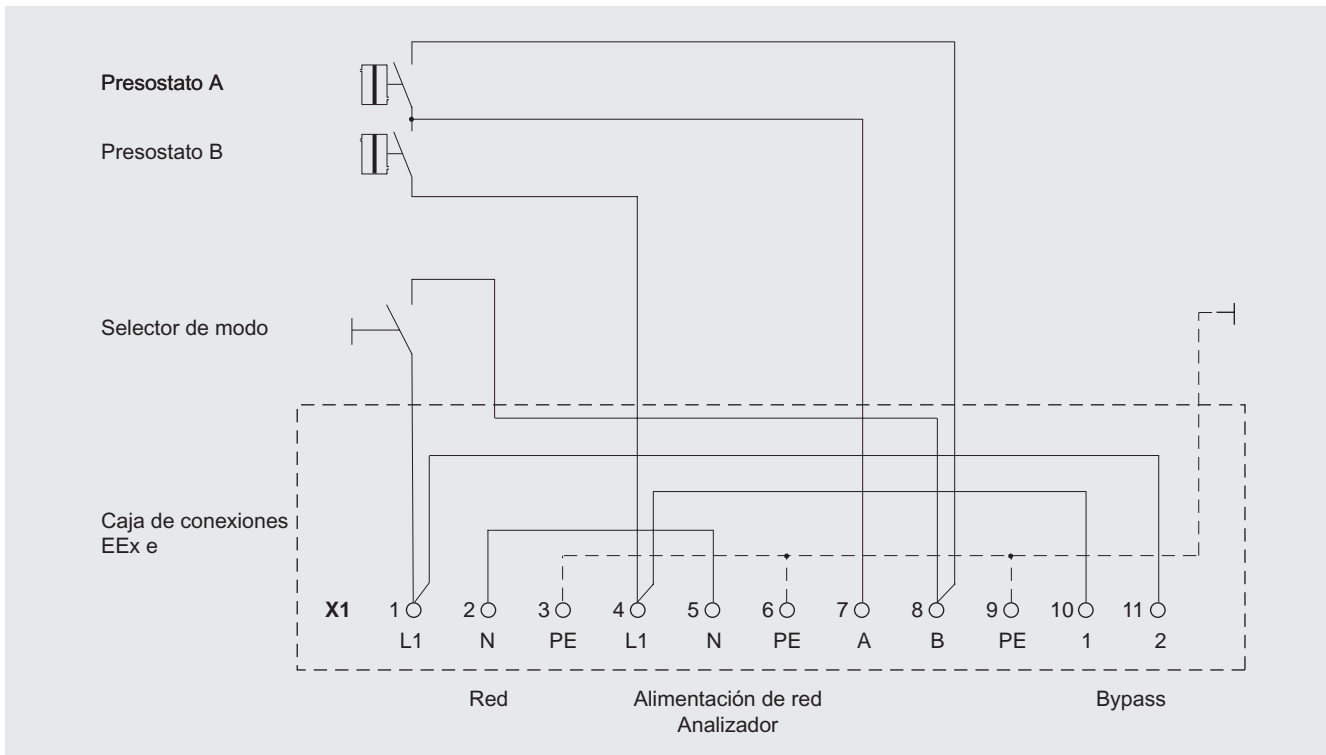 Presostato A
Presostato B
Selector de modo
Caja de conexiones
EEx e
X1 1 2 3 4 5 6 7 8 9 10 11
L1 N PE L1 N PE A B PE 1 2
Red Alimentación de red Bypass
Analizador